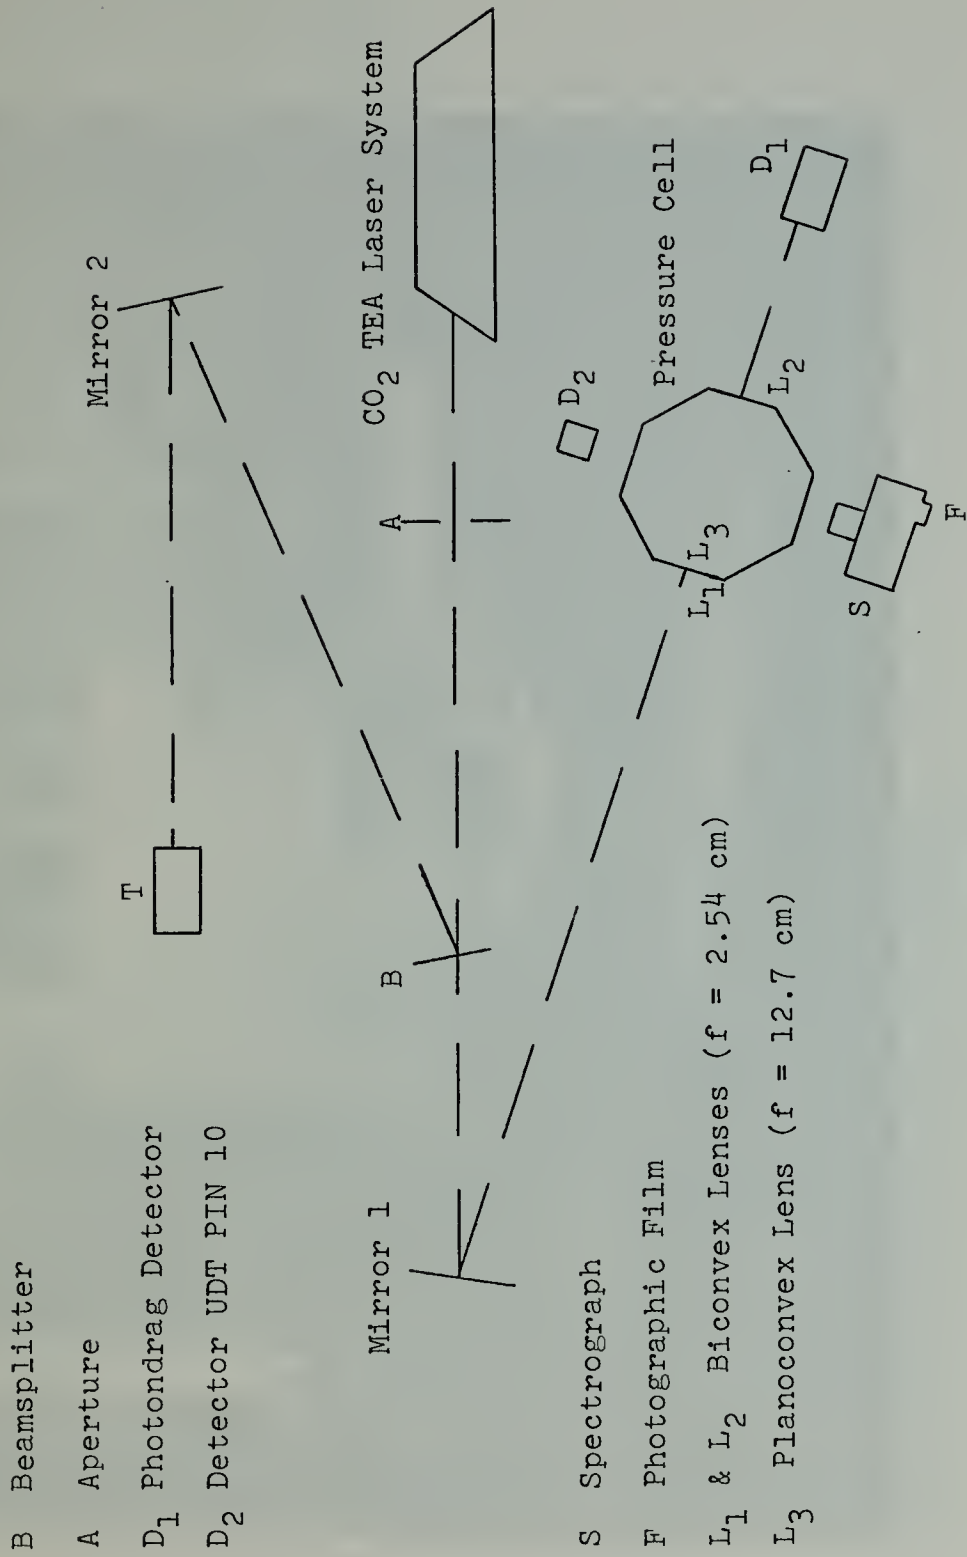 B Beamsplitter
A Aperture
D1 Photondrag Detector
D2 Detector UDT PIN 10
T
Mirror 2
B
A
CO2 TEA Laser System
Mirror 1
D2
Pressure Cell
L1
L3
L2
D1
S
F
S Spectrograph
F Photographic Film
L1 & L2 Biconvex Lenses (f = 2.54 cm)
L3 Planoconvex Lens (f = 12.7 cm)